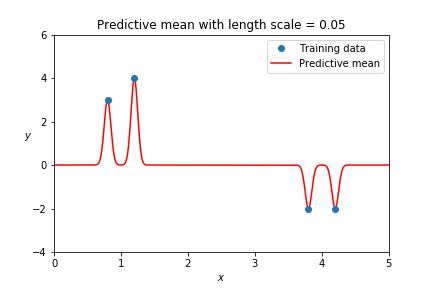 Predictive mean with length scale = 0.05
Training data
Predictive mean
6
4
2
0
−2
−4
y
0 1 2 3 4 5
x